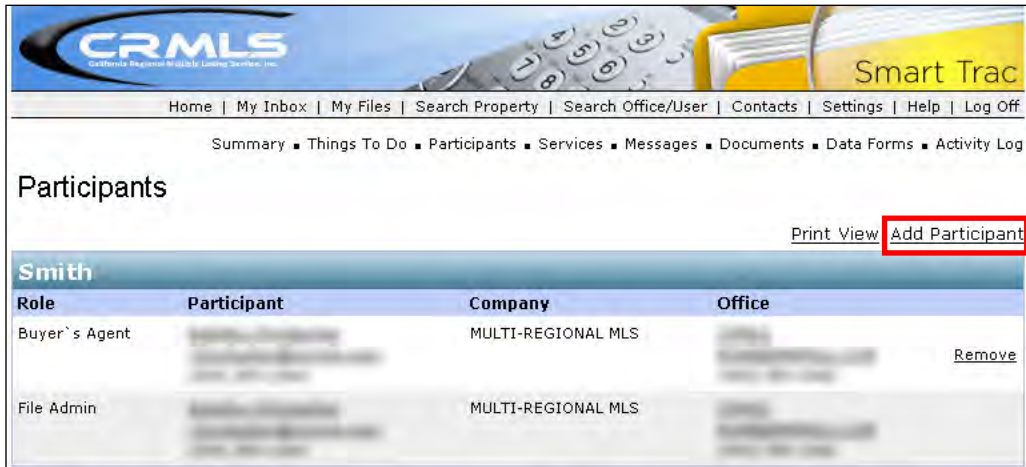 CRMLS
California Regional Multiple Listing Service, Inc.
Smart Trac
Home | My Inbox | My Files | Search Property | Search Office/User | Contacts | Settings | Help | Log Off
Summary ▪ Things To Do ▪ Participants ▪ Services ▪ Messages ▪ Documents ▪ Data Forms ▪ Activity Log
Participants
Print View Add Participant
Smith
Role Participant Company Office
Buyer`s Agent MULTI-REGIONAL MLS
Remove
File Admin MULTI-REGIONAL MLS